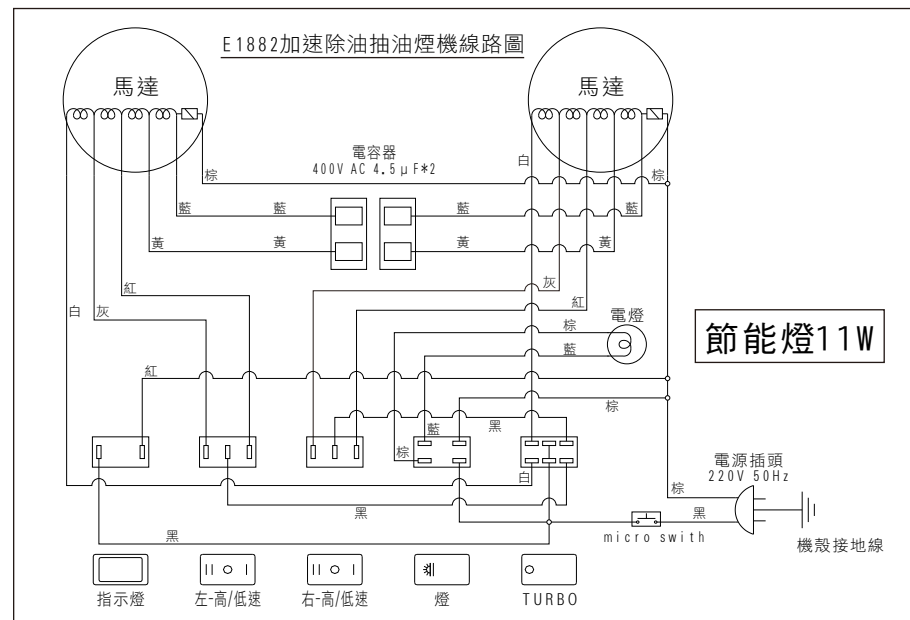 E1882加速除油抽油煙機線路圖
馬達
馬達
電容器
400V AC 4.5μF*2
白
棕
棕
藍
藍
藍
藍
黃
黃
黃
黃
灰
紅
紅
白
灰
電燈
棕
藍
節能燈11W
紅
棕
藍
黑
棕
電源插頭
220V 50Hz
白
棕
黑
黑
micro swith
機殼接地線
黑
II O I
II O I
指示燈
左-高/低速
右-高/低速
燈
TURBO